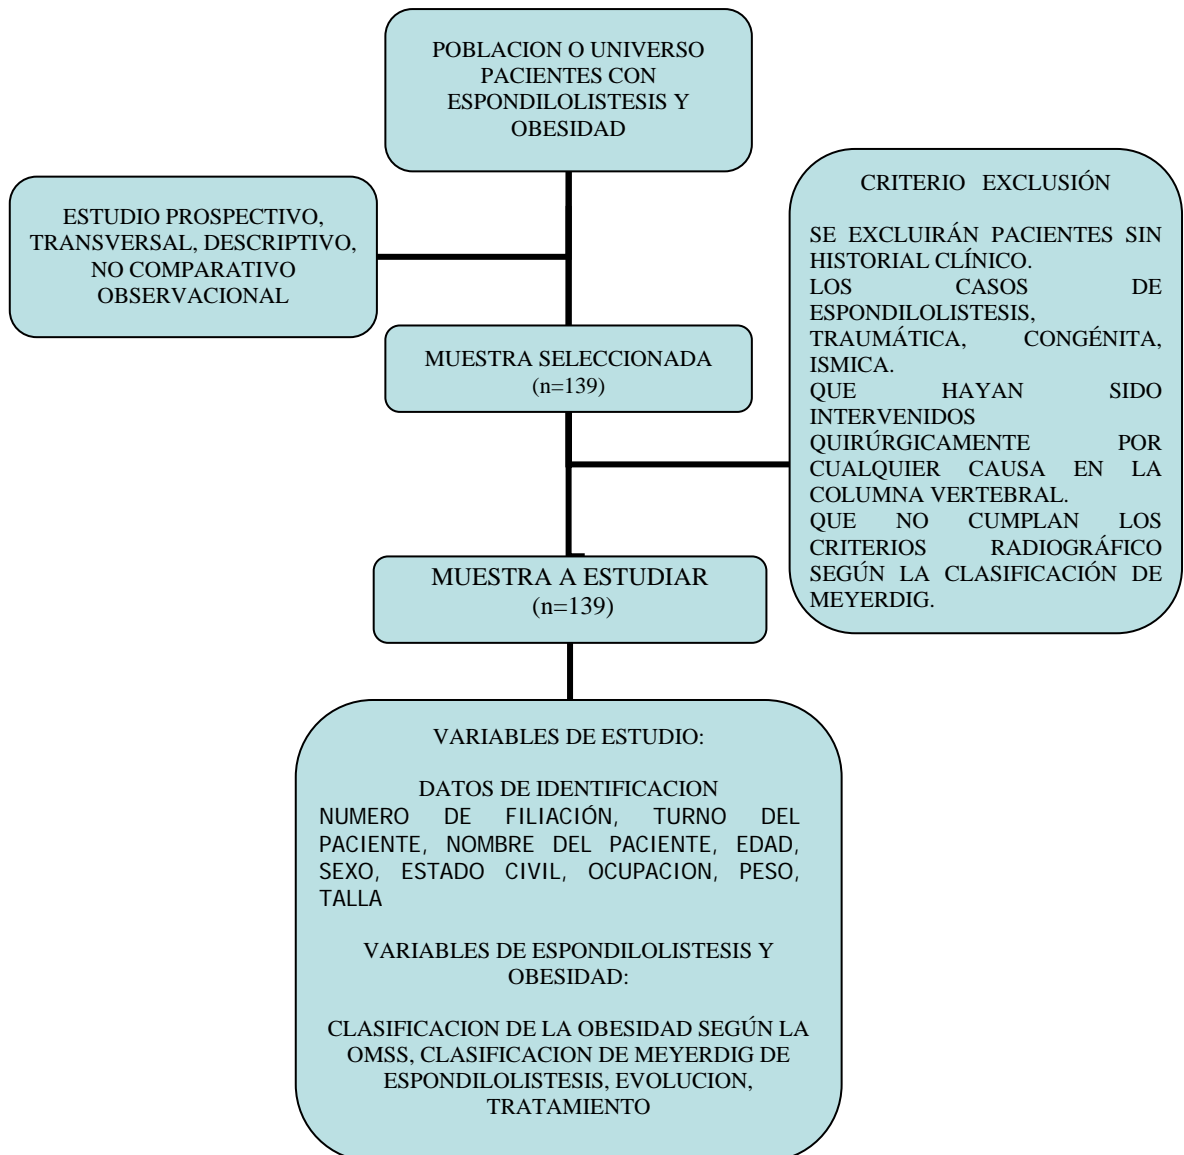 POBLACION O UNIVERSO
PACIENTES CON
ESPONDILOLISTESIS Y
OBESIDAD
ESTUDIO PROSPECTIVO,
TRANSVERSAL, DESCRIPTIVO,
NO COMPARATIVO
OBSERVACIONAL
CRITERIO EXCLUSIÓN
SE EXCLUIRÁN PACIENTES SIN
HISTORIAL CLÍNICO.
LOS CASOS DE
ESPONDILOLISTESIS,
TRAUMÁTICA, CONGÉNITA,
ISMICA.
QUE HAYAN SIDO
INTERVENIDOS
QUIRÚRGICAMENTE POR
CUALQUIER CAUSA EN LA
COLUMNA VERTEBRAL.
QUE NO CUMPLAN LOS
CRITERIOS RADIOGRÁFICO
SEGÚN LA CLASIFICACIÓN DE
MEYERDIG.
MUESTRA SELECCIONADA
(n=139)
MUESTRA A ESTUDIAR
(n=139)
VARIABLES DE ESTUDIO:
DATOS DE IDENTIFICACION
NUMERO DE FILIACIÓN, TURNO DEL
PACIENTE, NOMBRE DEL PACIENTE, EDAD,
SEXO, ESTADO CIVIL, OCUPACION, PESO,
TALLA
VARIABLES DE ESPONDILOLISTESIS Y
OBESIDAD:
CLASIFICACION DE LA OBESIDAD SEGÚN LA
OMSS, CLASIFICACION DE MEYERDIG DE
ESPONDILOLISTESIS, EVOLUCION,
TRATAMIENTO